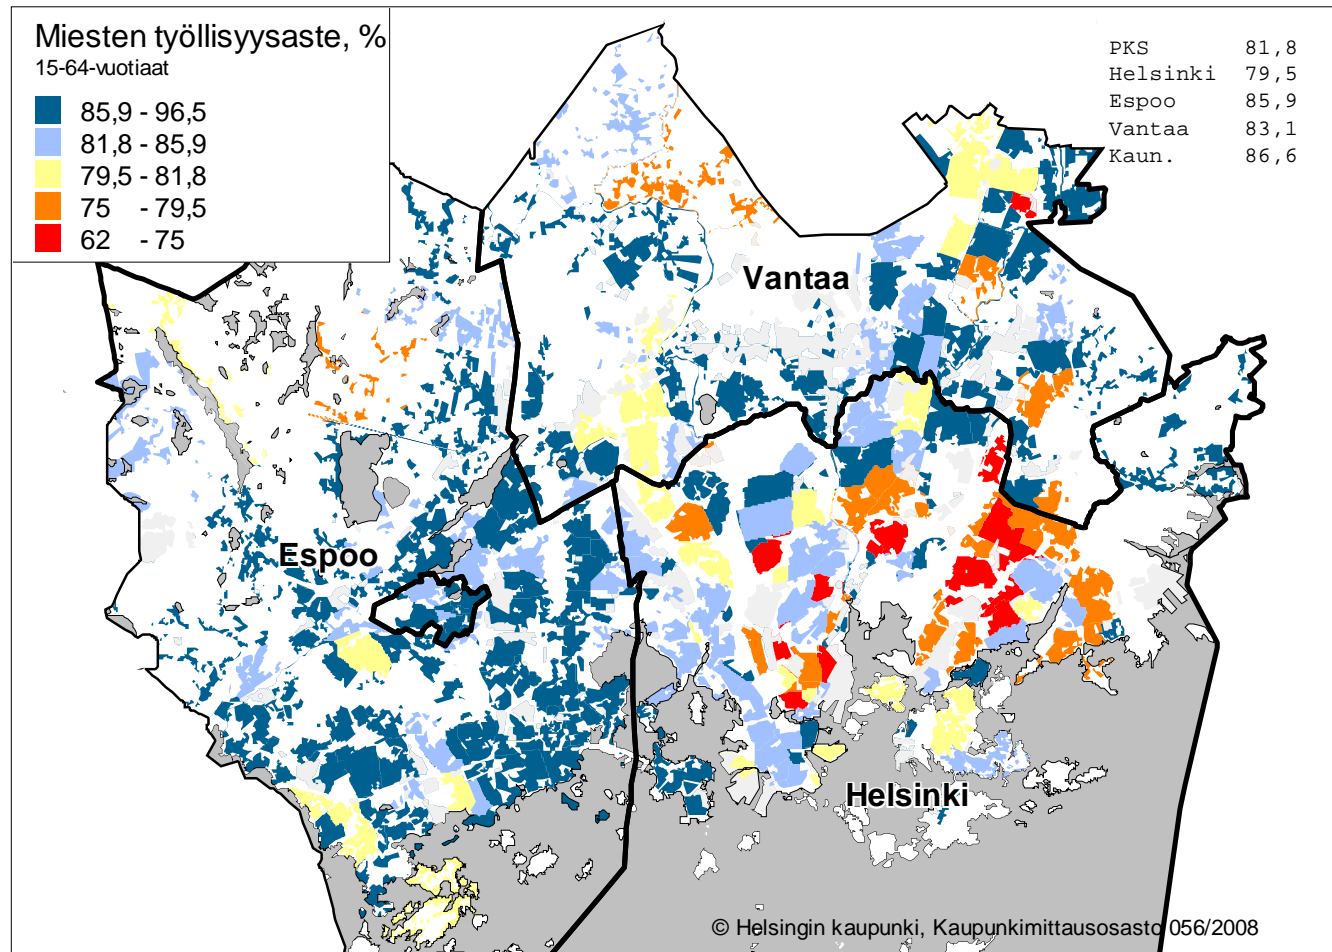 Miesten työllisyysaste, %
15-64-vuotiaat
85,9 - 96,5
81,8 - 85,9
79,5 - 81,8
75 - 79,5
62 - 75
PKS 81,8
Helsinki 79,5
Espoo 85,9
Vantaa 83,1
Kaun. 86,6
Vantaa
Espoo
Helsinki
© Helsingin kaupunki, Kaupunkimittausosasto 056/2008